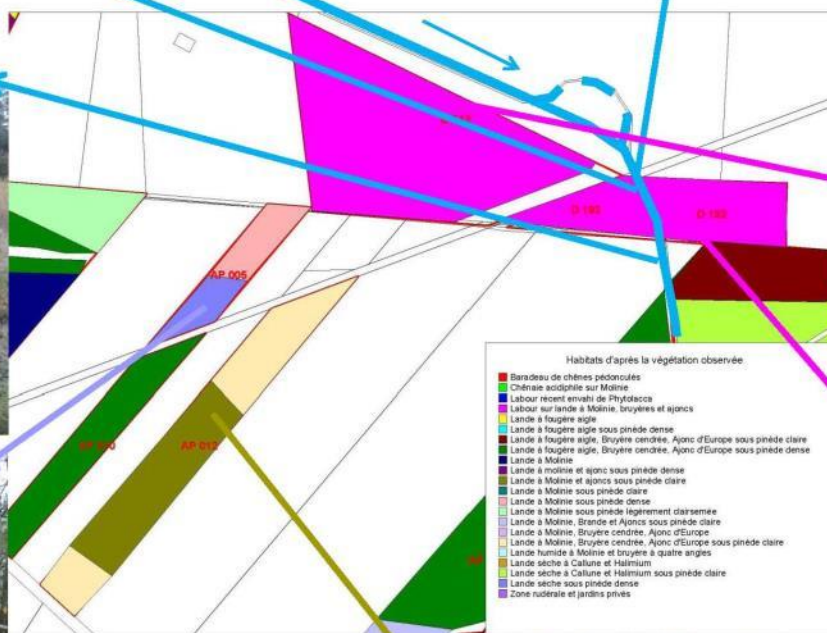 D 193
D 193
AP 005
AP 012
Habitats d'après la végétation observée
Baradeau de chênes pédonculés
Chênaie acidiphile sur Molinie
Labour récent envahi de Phytolacca
Labour sur lande à Molinie, bruyères et ajoncs
Lande à fougère aigle
Lande à fougère aigle sous pinède dense
Lande à fougère aigle, Bruyère cendrée, Ajonc d'Europe sous pinède claire
Lande à fougère aigle, Bruyère cendrée, Ajonc d'Europe sous pinède dense
Lande à Molinie
Lande à molinie et ajonc sous pinède dense
Lande à Molinie et ajoncs sous pinède claire
Lande à Molinie sous pinède claire
Lande à Molinie sous pinède dense
Lande à Molinie sous pinède légèrement clairsemée
Lande à Molinie, Brande et Ajoncs sous pinède claire
Lande à Molinie, Bruyère cendrée, Ajonc d'Europe
Lande à Molinie, Bruyère cendrée, Ajonc d'Europe sous pinède claire
Lande humide à Molinie et bruyère à quatre angles
Lande sèche à Callune et Halimium
Lande sèche à Callune et Halimium sous pinède claire
Lande sèche sous pinède dense
Zone rudérale et jardins privés